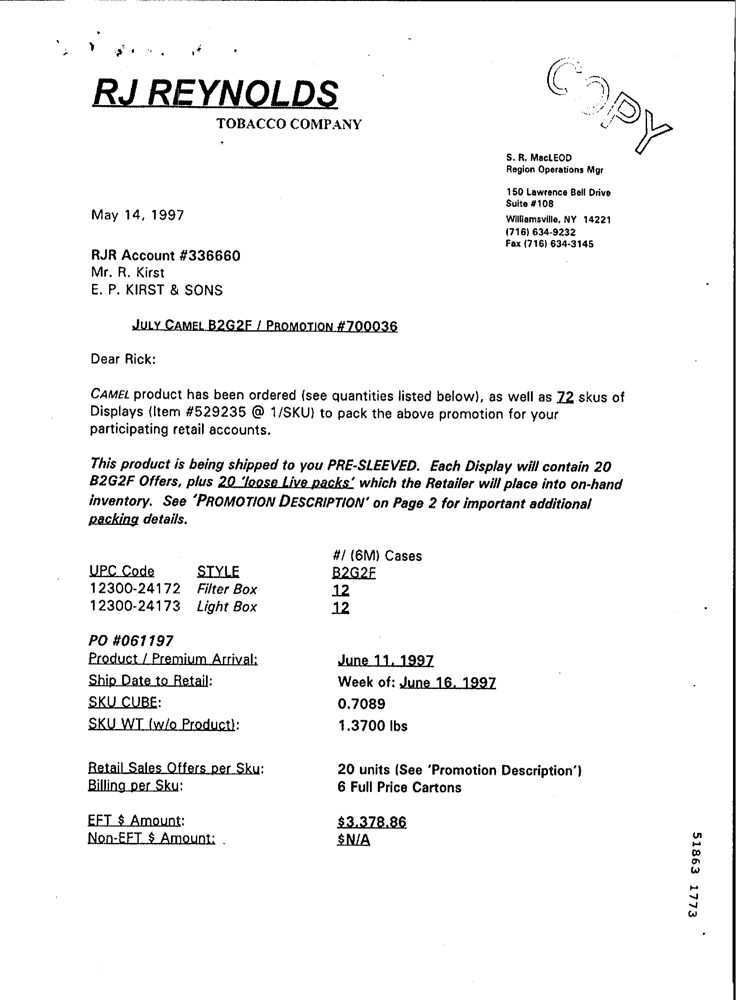 RJ REYNOLDS
TOBACCO COMPANY
COPY
S. R. MacLEOD
Region Operations Mgr
150 Lawrence Bell Drive
Suite #108
Williamsville, NY 14221
(716) 634-9232
Fax (716) 634-3145
May 14, 1997
RJR Account #336660
Mr. R. Kirst
E. P. KIRST & SONS
JULY CAMEL B2G2F / PROMOTION #700036
Dear Rick:
CAMEL product has been ordered (see quantities listed below), as well as 72 skus of
Displays (Item #529235 @ 1/SKU) to pack the above promotion for your
participating retail accounts.
This product is being shipped to you PRE-SLEEVED. Each Display will contain 20
B2G2F Offers, plus 20 'loose Live packs' which the Retailer will place into on-hand
inventory. See 'PROMOTION DESCRIPTION' on Page 2 for important additional
packing details.
#/ (6M) Cases
UPC Code STYLE B2G2F
12300-24172 Filter Box 12
12300-24173 Light Box 12
PO #061197
Product / Premium Arrival: June 11, 1997
Ship Date to Retail: Week of: June 16, 1997
SKU CUBE: 0.7089
SKU WT (w/o Product): 1.3700 lbs
Retail Sales Offers per Sku: 20 units (See 'Promotion Description')
Billing per Sku: 6 Full Price Cartons
EFT $ Amount: $3,378.86
Non-EFT $ Amount: $N/A
51863 1773